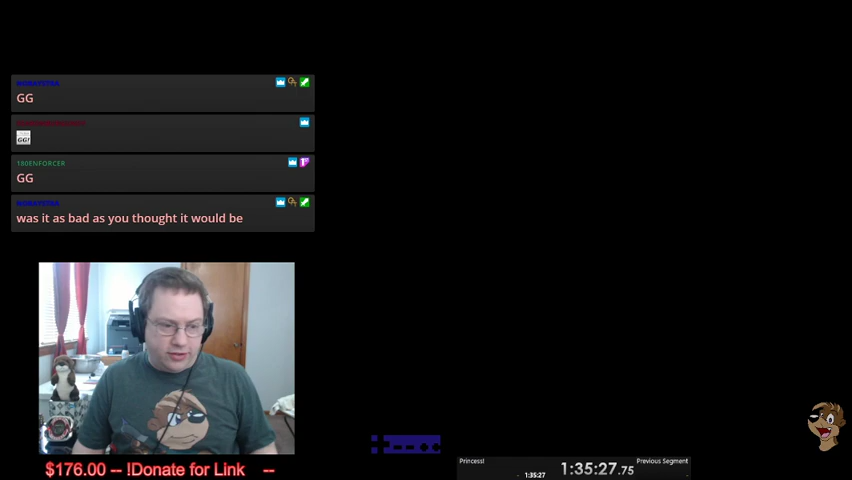 GG
GG!
180ENFORCER
GG
was it as bad as you thought it would be
$176.00 -- !Donate for Link --
Princess!
Previous Segment
1:35:27.75
- 1:35:27 -